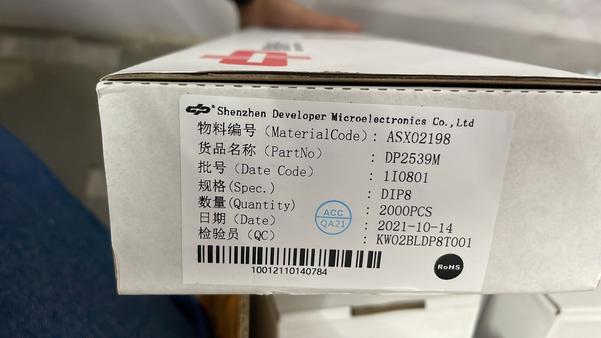 dp® Shenzhen Developer Microelectronics Co.,Ltd
物料编号（MaterialCode）: ASX02198
货品名称（PartNo） : DP2539M
批号（Date Code） : 1I0801
规格(Spec.) : DIP8
数量(Quantity) : 2000PCS
日期（Date） : 2021-10-14
检验员（QC） : KW02BLDP8T001
ACC
QA21
10012110140784
RoHS